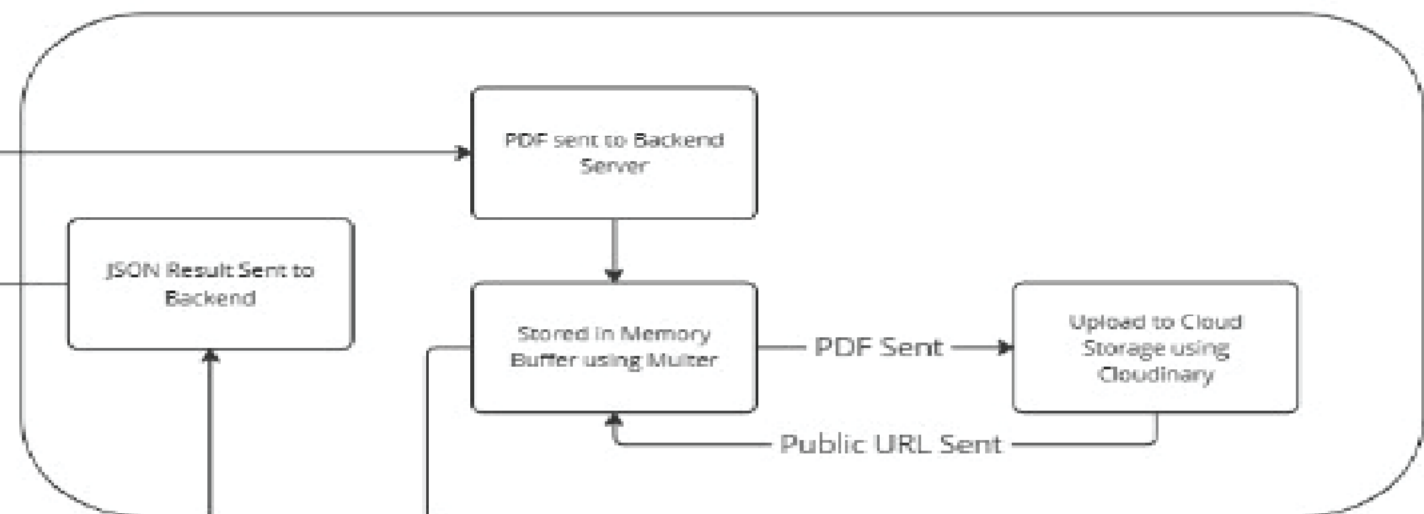 PDF sent to Backend
Server
JSON Result Sent to
Backend
Stored in Memory
Buffer using Multer
PDF Sent
Upload to Cloud
Storage using
Cloudinary
Public URL Sent